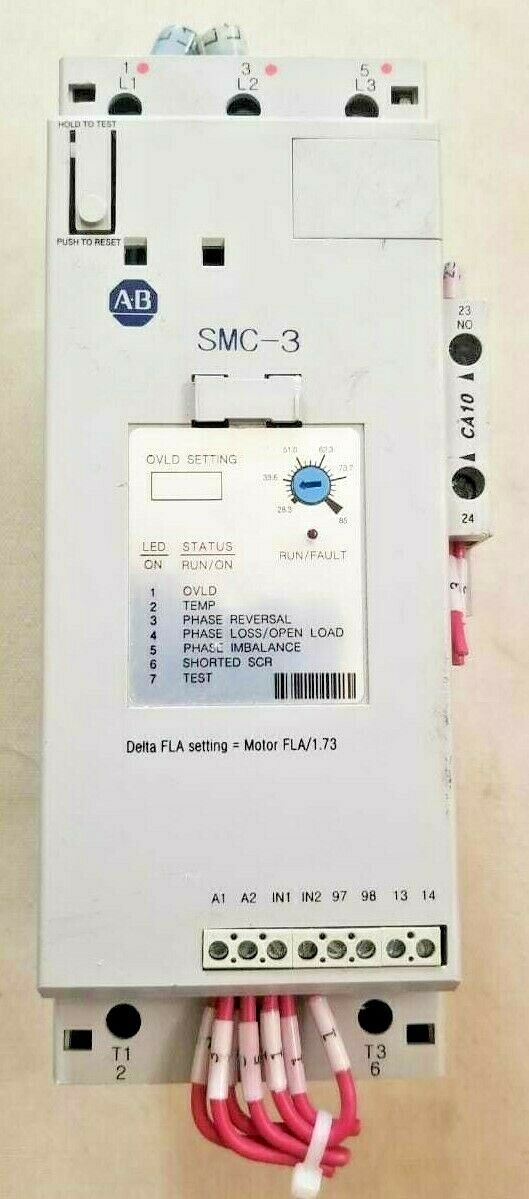 1 3 5
L1 L2 L3
HOLD TO TEST
PUSH TO RESET
A-B
SMC-3
23
NO
CA10
24
OVLD SETTING
51.0 62.3
39.6 73.7
28.3 85
RUN/FAULT
LED STATUS
ON RUN/ON
1 OVLD
2 TEMP
3 PHASE REVERSAL
4 PHASE LOSS/OPEN LOAD
5 PHASE IMBALANCE
6 SHORTED SCR
7 TEST
Delta FLA setting = Motor FLA/1.73
A1 A2 IN1 IN2 97 98 13 14
T1 T3
2 6